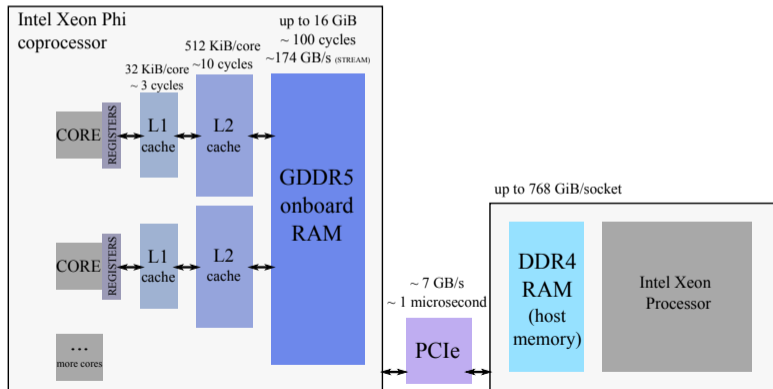 Intel Xeon Phi
coprocessor
up to 16 GiB
~ 100 cycles
~174 GB/s (STREAM)
512 KiB/core
~10 cycles
32 KiB/core
~ 3 cycles
CORE
REGISTERS
L1
cache
L2
cache
GDDR5
onboard
RAM
CORE
REGISTERS
L1
cache
L2
cache
...
more cores
~ 7 GB/s
~ 1 microsecond
PCIe
up to 768 GiB/socket
DDR4
RAM
(host
memory)
Intel Xeon
Processor